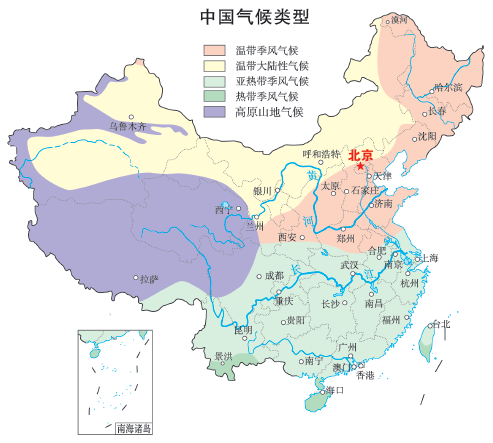 中国气候类型
温带季风气候
温带大陆性气候
亚热带季风气候
热带季风气候
高原山地气候
漠河
哈尔滨
长春
沈阳
乌鲁木齐
呼和浩特
北京
天津
银川
黄
太原
石家庄
济南
西宁
兰州
河
西安
郑州
合肥
南京
上海
拉萨
成都
长
武汉
江
杭州
重庆
长沙
南昌
贵阳
福州
昆明
台北
景洪
广州
南宁
澳门
香港
海口
南海诸岛